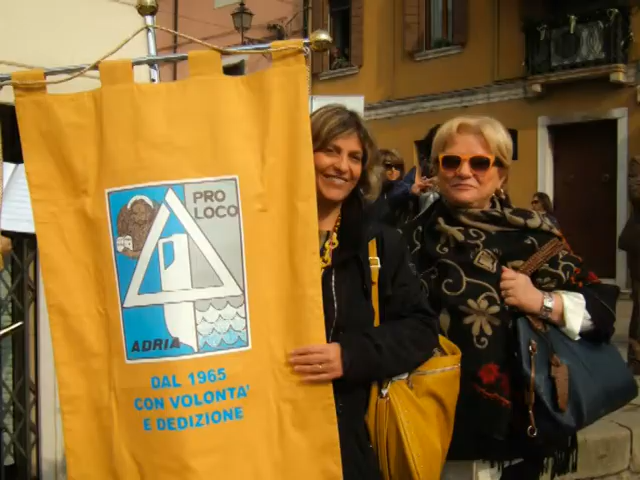 PRO
LOCO
ADRIA
DAL 1965
CON VOLONTA'
E DEDIZIONE